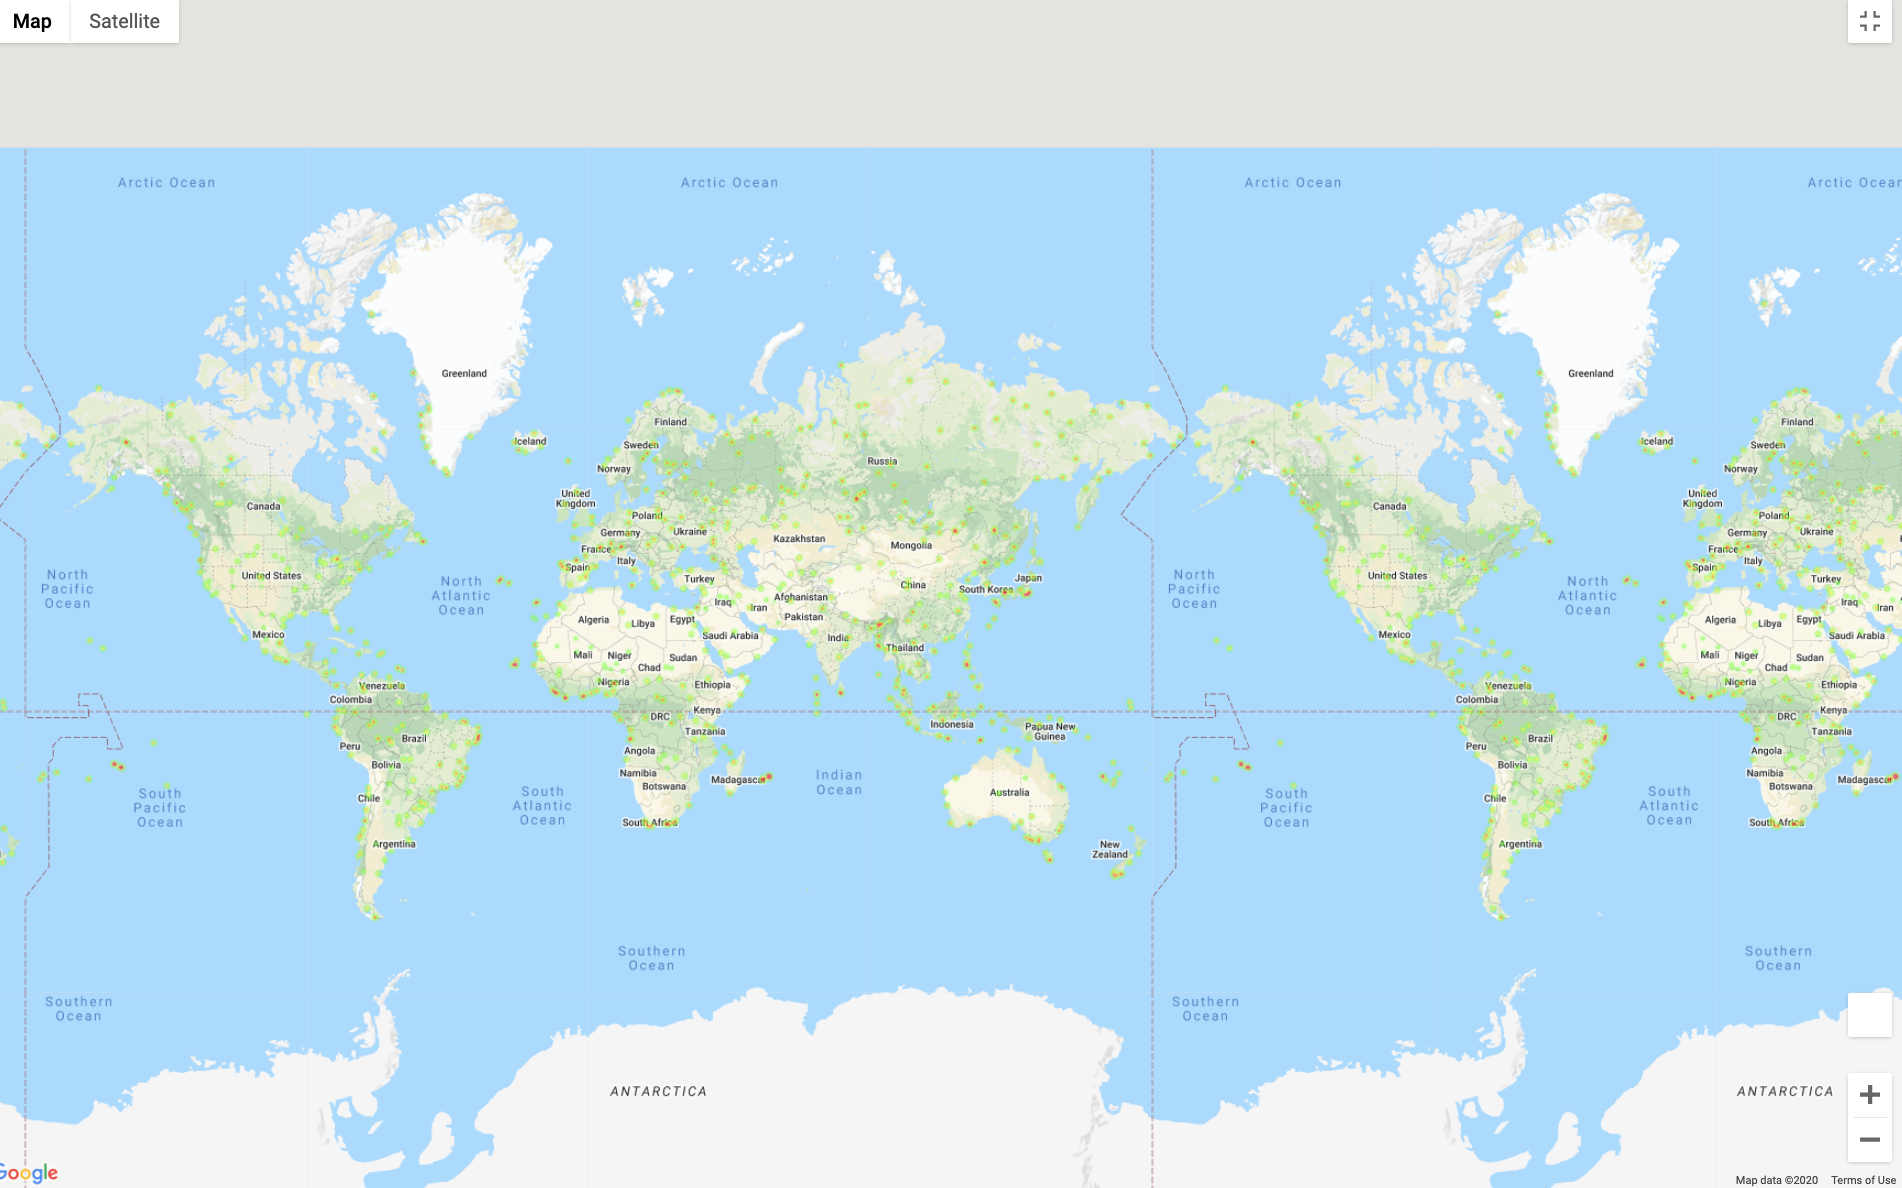 Map Satellite
Arctic Ocean
Arctic Ocean
Arctic Ocean
Arctic Ocean
Greenland
Greenland
Finland
Finland
Iceland
Iceland
Sweden
Sweden
Russia
Norway
Norway
United
Kingdom
United
Kingdom
Canada
Canada
Poland
Poland
Germany
Germany
Ukraine
Ukraine
Kazakhstan
Mongolia
France
France
Italy
Italy
Spain
Spain
Turkey
Turkey
United States
United States
China
South Korea
Japan
North
Pacific
Ocean
North
Atlantic
Ocean
North
Pacific
Ocean
North
Atlantic
Ocean
Afghanistan
Iraq
Iraq
Iran
Iran
Pakistan
Algeria
Algeria
Libya
Libya
Egypt
Egypt
Saudi Arabia
Saudi Arabia
Mexico
Mexico
India
Thailand
Mali
Mali
Niger
Niger
Chad
Chad
Sudan
Sudan
Nigeria
Nigeria
Ethiopia
Ethiopia
Venezuela
Venezuela
Colombia
Colombia
DRC
DRC
Kenya
Kenya
Indonesia
Papua New
Guinea
Tanzania
Tanzania
Brazil
Brazil
Peru
Peru
Angola
Angola
Bolivia
Bolivia
Namibia
Namibia
Botswana
Botswana
Madagascar
Madagascar
Indian
Ocean
Australia
Chile
Chile
South
Pacific
Ocean
South
Atlantic
Ocean
South
Pacific
Ocean
South
Atlantic
Ocean
South Africa
South Africa
Argentina
Argentina
New
Zealand
Southern
Ocean
Southern
Ocean
Southern
Ocean
Southern
Ocean
ANTARCTICA
ANTARCTICA
Google
Map data ©2020 Terms of Use